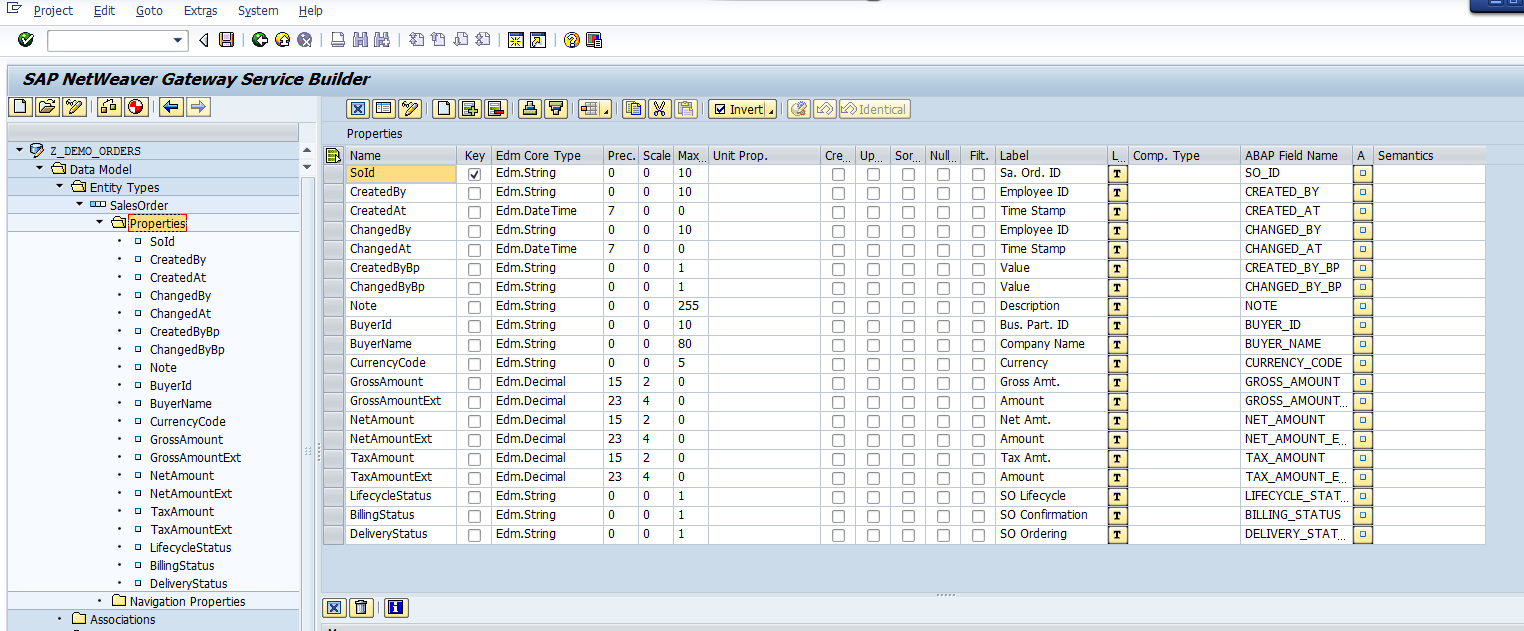 Project Edit Goto Extras System Help
SAP NetWeaver Gateway Service Builder
Invert Identical
Properties
Z_DEMO_ORDERS
Data Model
Entity Types
SalesOrder
Properties
SoId
CreatedBy
CreatedAt
ChangedBy
ChangedAt
CreatedByBp
ChangedByBp
Note
BuyerId
BuyerName
CurrencyCode
GrossAmount
GrossAmountExt
NetAmount
NetAmountExt
TaxAmount
TaxAmountExt
LifecycleStatus
BillingStatus
DeliveryStatus
Navigation Properties
Associations
Name Key Edm Core Type Prec. Scale Max... Unit Prop. Cre... Up... Sor... Null... Filt. Label L... Comp. Type ABAP Field Name A Semantics
SoId Edm.String 0 0 10 Sa. Ord. ID T SO_ID
CreatedBy Edm.String 0 0 10 Employee ID T CREATED_BY
CreatedAt Edm.DateTime 7 0 0 Time Stamp T CREATED_AT
ChangedBy Edm.String 0 0 10 Employee ID T CHANGED_BY
ChangedAt Edm.DateTime 7 0 0 Time Stamp T CHANGED_AT
CreatedByBp Edm.String 0 0 1 Value T CREATED_BY_BP
ChangedByBp Edm.String 0 0 1 Value T CHANGED_BY_BP
Note Edm.String 0 0 255 Description T NOTE
BuyerId Edm.String 0 0 10 Bus. Part. ID T BUYER_ID
BuyerName Edm.String 0 0 80 Company Name T BUYER_NAME
CurrencyCode Edm.String 0 0 5 Currency T CURRENCY_CODE
GrossAmount Edm.Decimal 15 2 0 Gross Amt. T GROSS_AMOUNT
GrossAmountExt Edm.Decimal 23 4 0 Amount T GROSS_AMOUNT...
NetAmount Edm.Decimal 15 2 0 Net Amt. T NET_AMOUNT
NetAmountExt Edm.Decimal 23 4 0 Amount T NET_AMOUNT_E...
TaxAmount Edm.Decimal 15 2 0 Tax Amt. T TAX_AMOUNT
TaxAmountExt Edm.Decimal 23 4 0 Amount T TAX_AMOUNT_E...
LifecycleStatus Edm.String 0 0 1 SO Lifecycle T LIFECYCLE_STAT...
BillingStatus Edm.String 0 0 1 SO Confirmation T BILLING_STATUS
DeliveryStatus Edm.String 0 0 1 SO Ordering T DELIVERY_STAT...